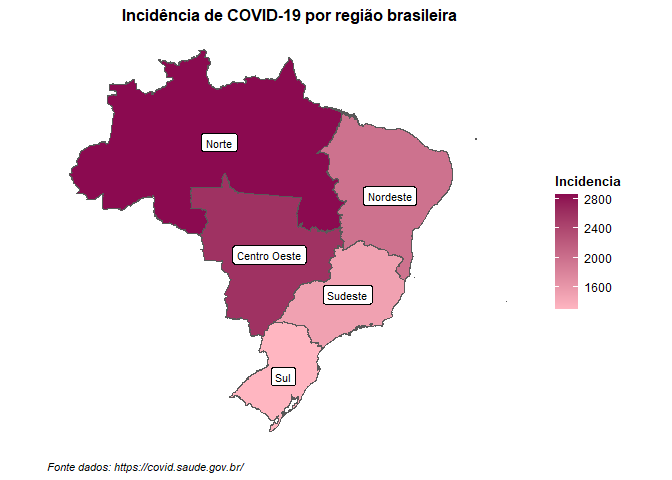 Incidência de COVID-19 por região brasileira
Norte
Nordeste
Centro Oeste
Sudeste
Sul
Incidencia
2800
2400
2000
1600
Fonte dados: https://covid.saude.gov.br/